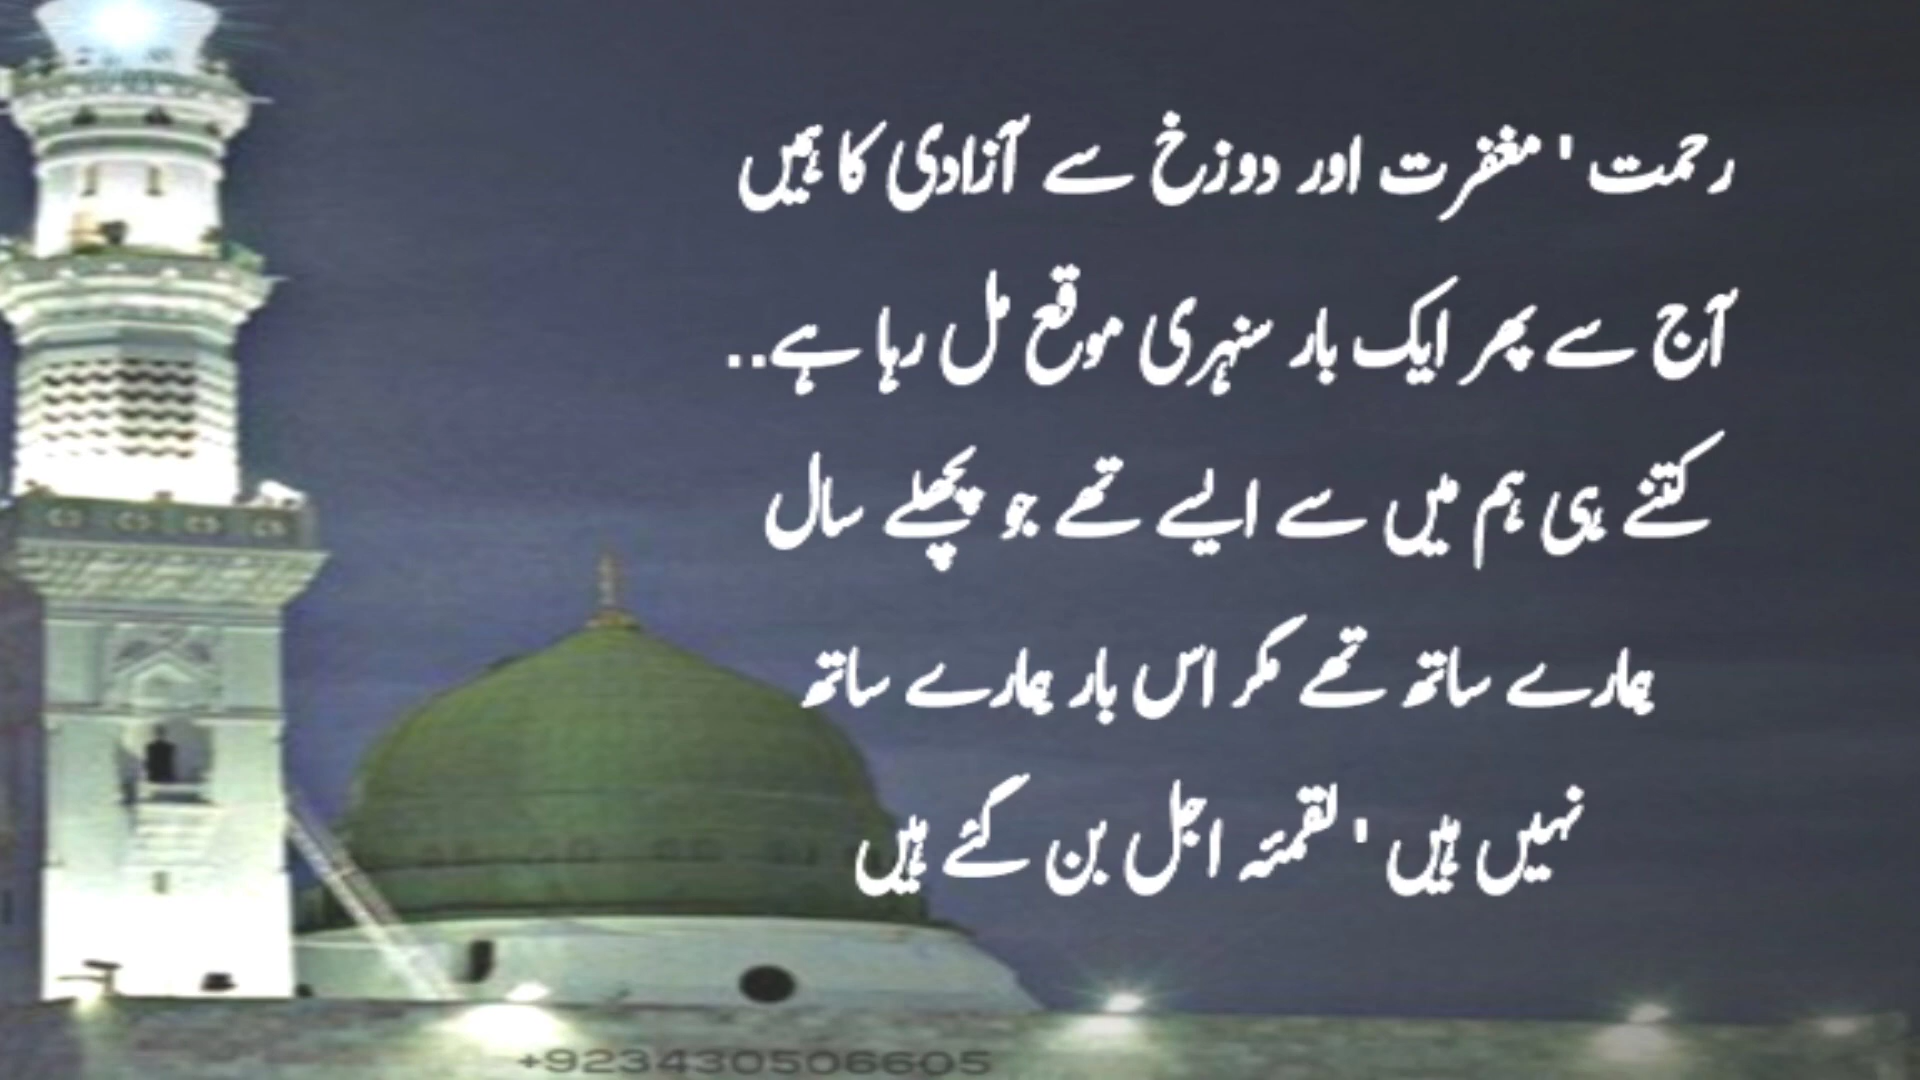 رحمت ' مغفرت اور دوزخ سے آزادی کا ہیں
آج سے پھر ایک بار سنہری موقع مل رہا ہے..
کتنے ہی ہم میں سے ایسے تھے جو پچھلے سال
ہمارے ساتھ تھے مگر اس بار ہمارے ساتھ
نہیں ہیں ' لقمئہ اجل بن گئے ہیں
+923430506605